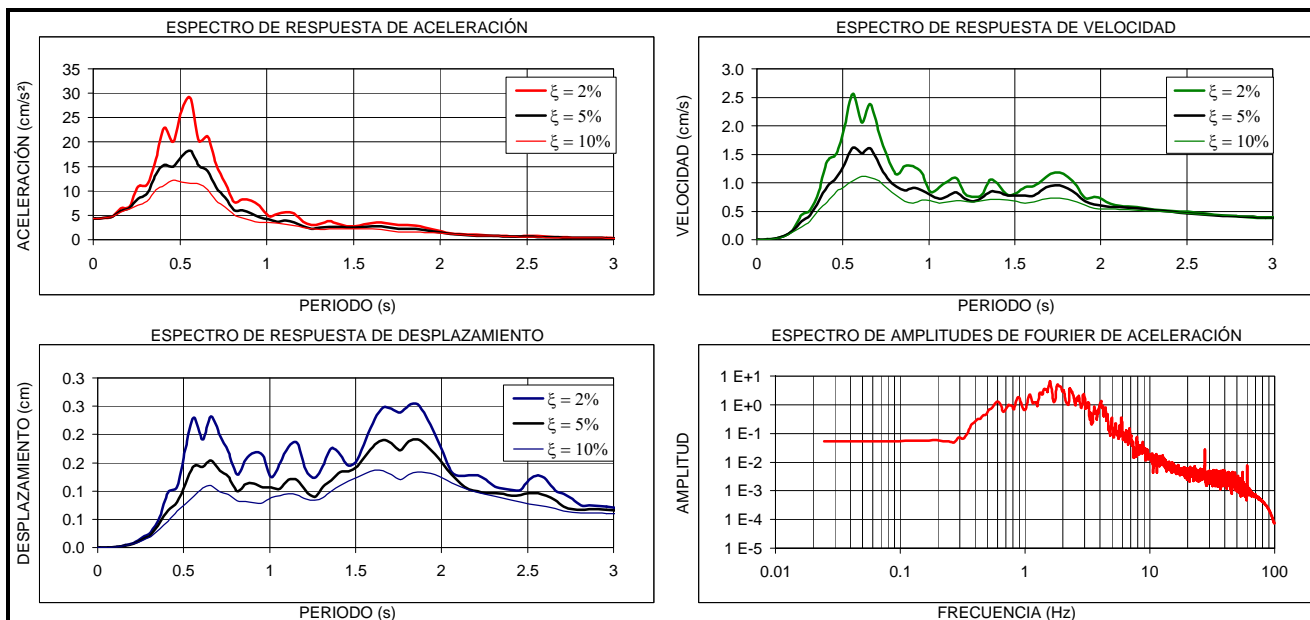 ESPECTRO DE RESPUESTA DE ACELERACIÓN
ACELERACIÓN (cm/s²)
35
30
25
20
15
10
5
0
0 0.5 1 1.5 2 2.5 3
PERIODO (s)
ξ = 2%
ξ = 5%
ξ = 10%
ESPECTRO DE RESPUESTA DE VELOCIDAD
VELOCIDAD (cm/s)
3.0
2.5
2.0
1.5
1.0
0.5
0.0
0 0.5 1 1.5 2 2.5 3
PERIODO (s)
ξ = 2%
ξ = 5%
ξ = 10%
ESPECTRO DE RESPUESTA DE DESPLAZAMIENTO
DESPLAZAMIENTO (cm)
0.3
0.3
0.2
0.2
0.1
0.1
0.0
0 0.5 1 1.5 2 2.5 3
PERIODO (s)
ξ = 2%
ξ = 5%
ξ = 10%
ESPECTRO DE AMPLITUDES DE FOURIER DE ACELERACIÓN
AMPLITUD
1 E+1
1 E+0
1 E-1
1 E-2
1 E-3
1 E-4
1 E-5
0.01 0.1 1 10 100
FRECUENCIA (Hz)